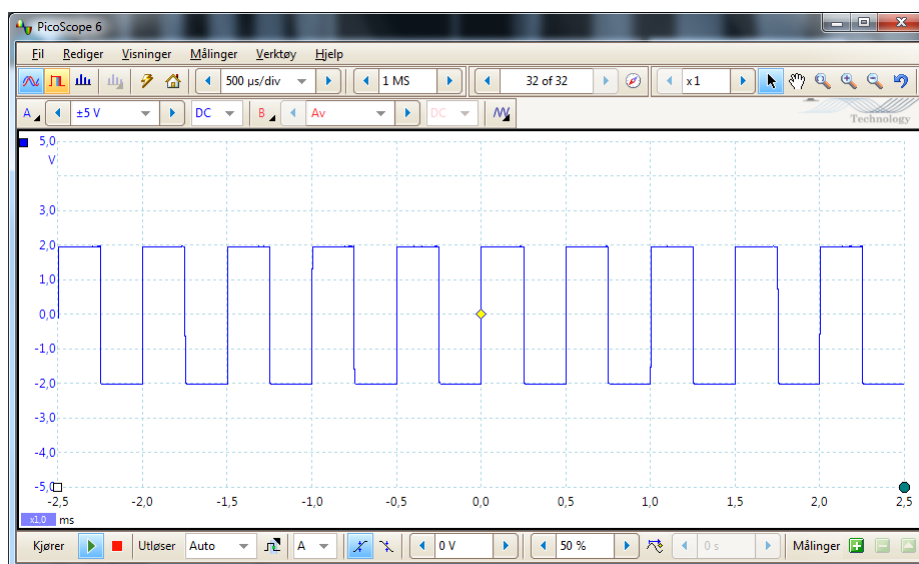 PicoScope 6
Fil Rediger Visninger Målinger Verktøy Hjelp
500 µs/div 1 MS 32 of 32 x1
A ±5 V DC B Av DC
Technology
5,0
V
3,0
2,0
1,0
0,0
-1,0
-2,0
-3,0
-4,0
-5,0
-2,5 -2,0 -1,5 -1,0 -0,5 0,0 0,5 1,0 1,5 2,0 2,5
x1,0 ms
Kjører Utløser Auto A 0 V 50 % 0 s Målinger